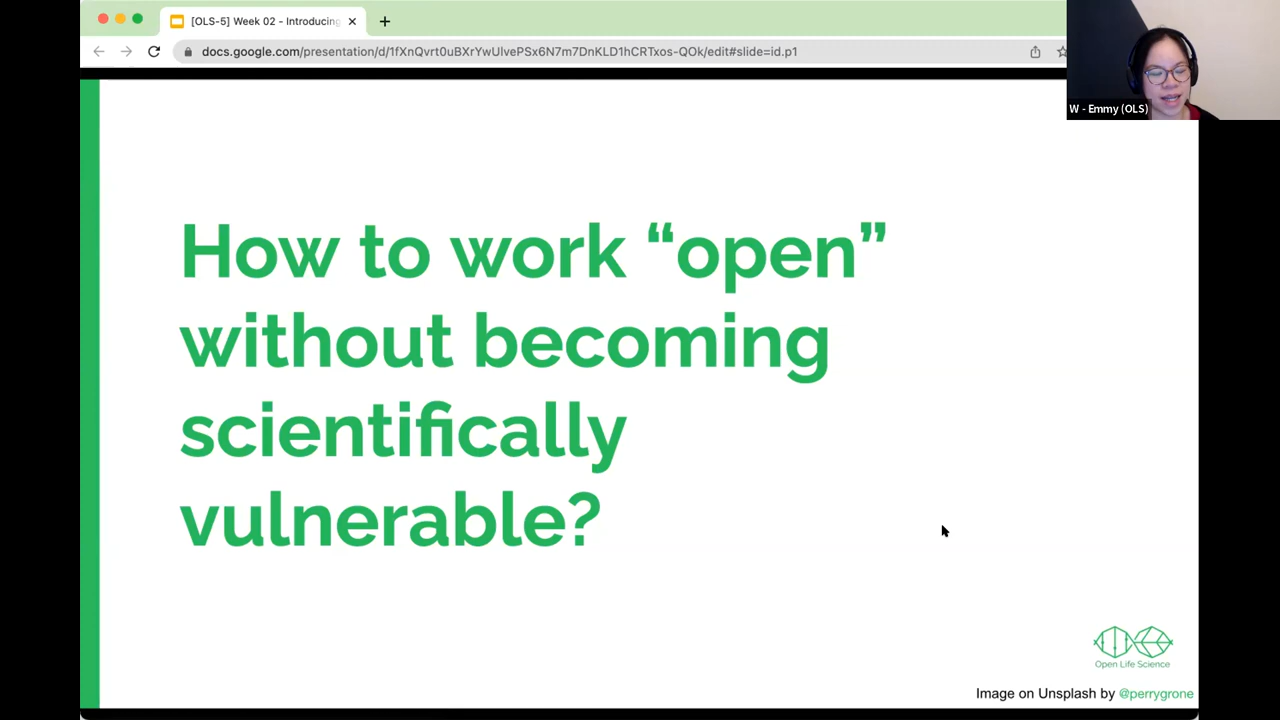 [OLS-5] Week 02 - Introducing
docs.google.com/presentation/d/1fXnQvrt0uBXrYwUlvePSx6N7m7DnKLD1hCRTxos-QOk/edit#slide=id.p1
W - Emmy (OLS)
How to work “open”
without becoming
scientifically
vulnerable?
Open Life Science
Image on Unsplash by @perrygrone